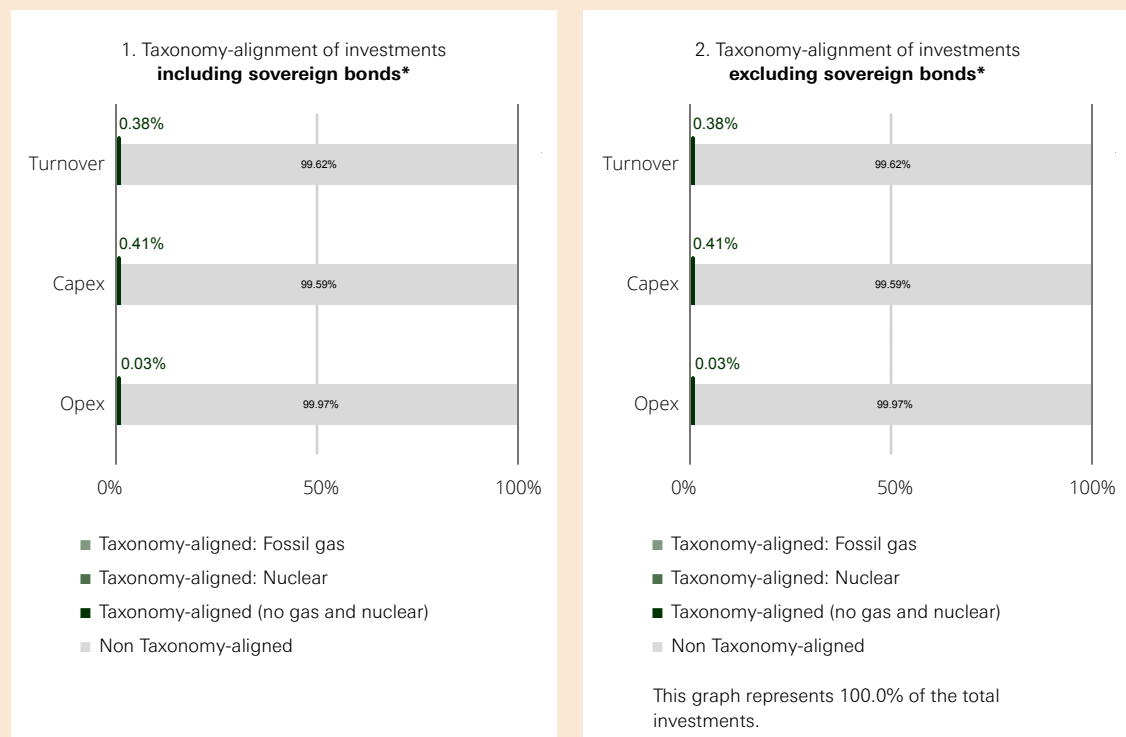 1. Taxonomy-alignment of investments
including sovereign bonds*
0.38%
Turnover
99.62%
0.41%
Capex
99.59%
0.03%
Opex
99.97%
0%
50%
100%
Taxonomy-aligned: Fossil gas
Taxonomy-aligned: Nuclear
Taxonomy-aligned (no gas and nuclear)
Non Taxonomy-aligned
2. Taxonomy-alignment of investments
excluding sovereign bonds*
0.38%
Turnover
99.62%
0.41%
Capex
99.59%
0.03%
Opex
99.97%
0%
50%
100%
Taxonomy-aligned: Fossil gas
Taxonomy-aligned: Nuclear
Taxonomy-aligned (no gas and nuclear)
Non Taxonomy-aligned
This graph represents 100.0% of the total
investments.